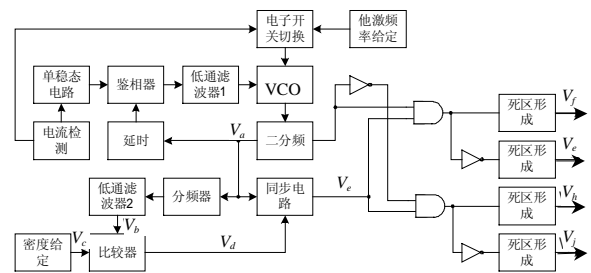 电子开
关切换
他激频
率给定
单稳态
电路
鉴相器
低通滤
波器1
VCO
电流检
测
延时
Va
二分频
死区形
成
Vf
死区形
成
Ve
低通滤
波器2
分频器
同步电
路
Ve
死区形
成
Vh
Vb
密度给
定
Vc
比较器
Vd
死区形
成
Vj